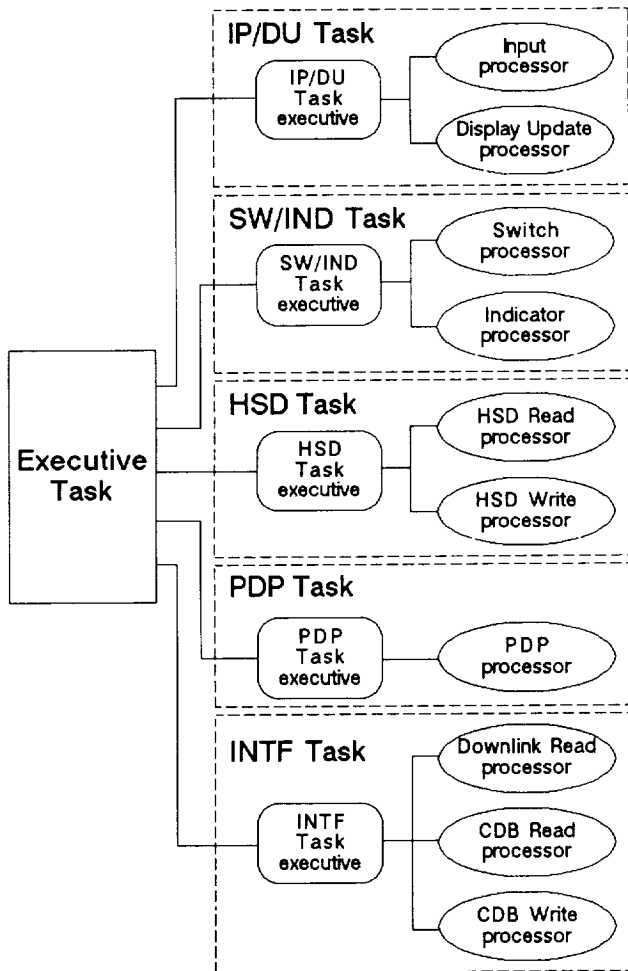 IP/DU Task
IP/DU
Task
executive
Input
processor
Display Update
processor
SW/IND Task
SW/IND
Task
executive
Switch
processor
Indicator
processor
Executive
Task
HSD Task
HSD
Task
executive
HSD Read
processor
HSD Write
processor
PDP Task
PDP
Task
executive
PDP
processor
INTF Task
INTF
Task
executive
Downlink Read
processor
CDB Read
processor
CDB Write
processor